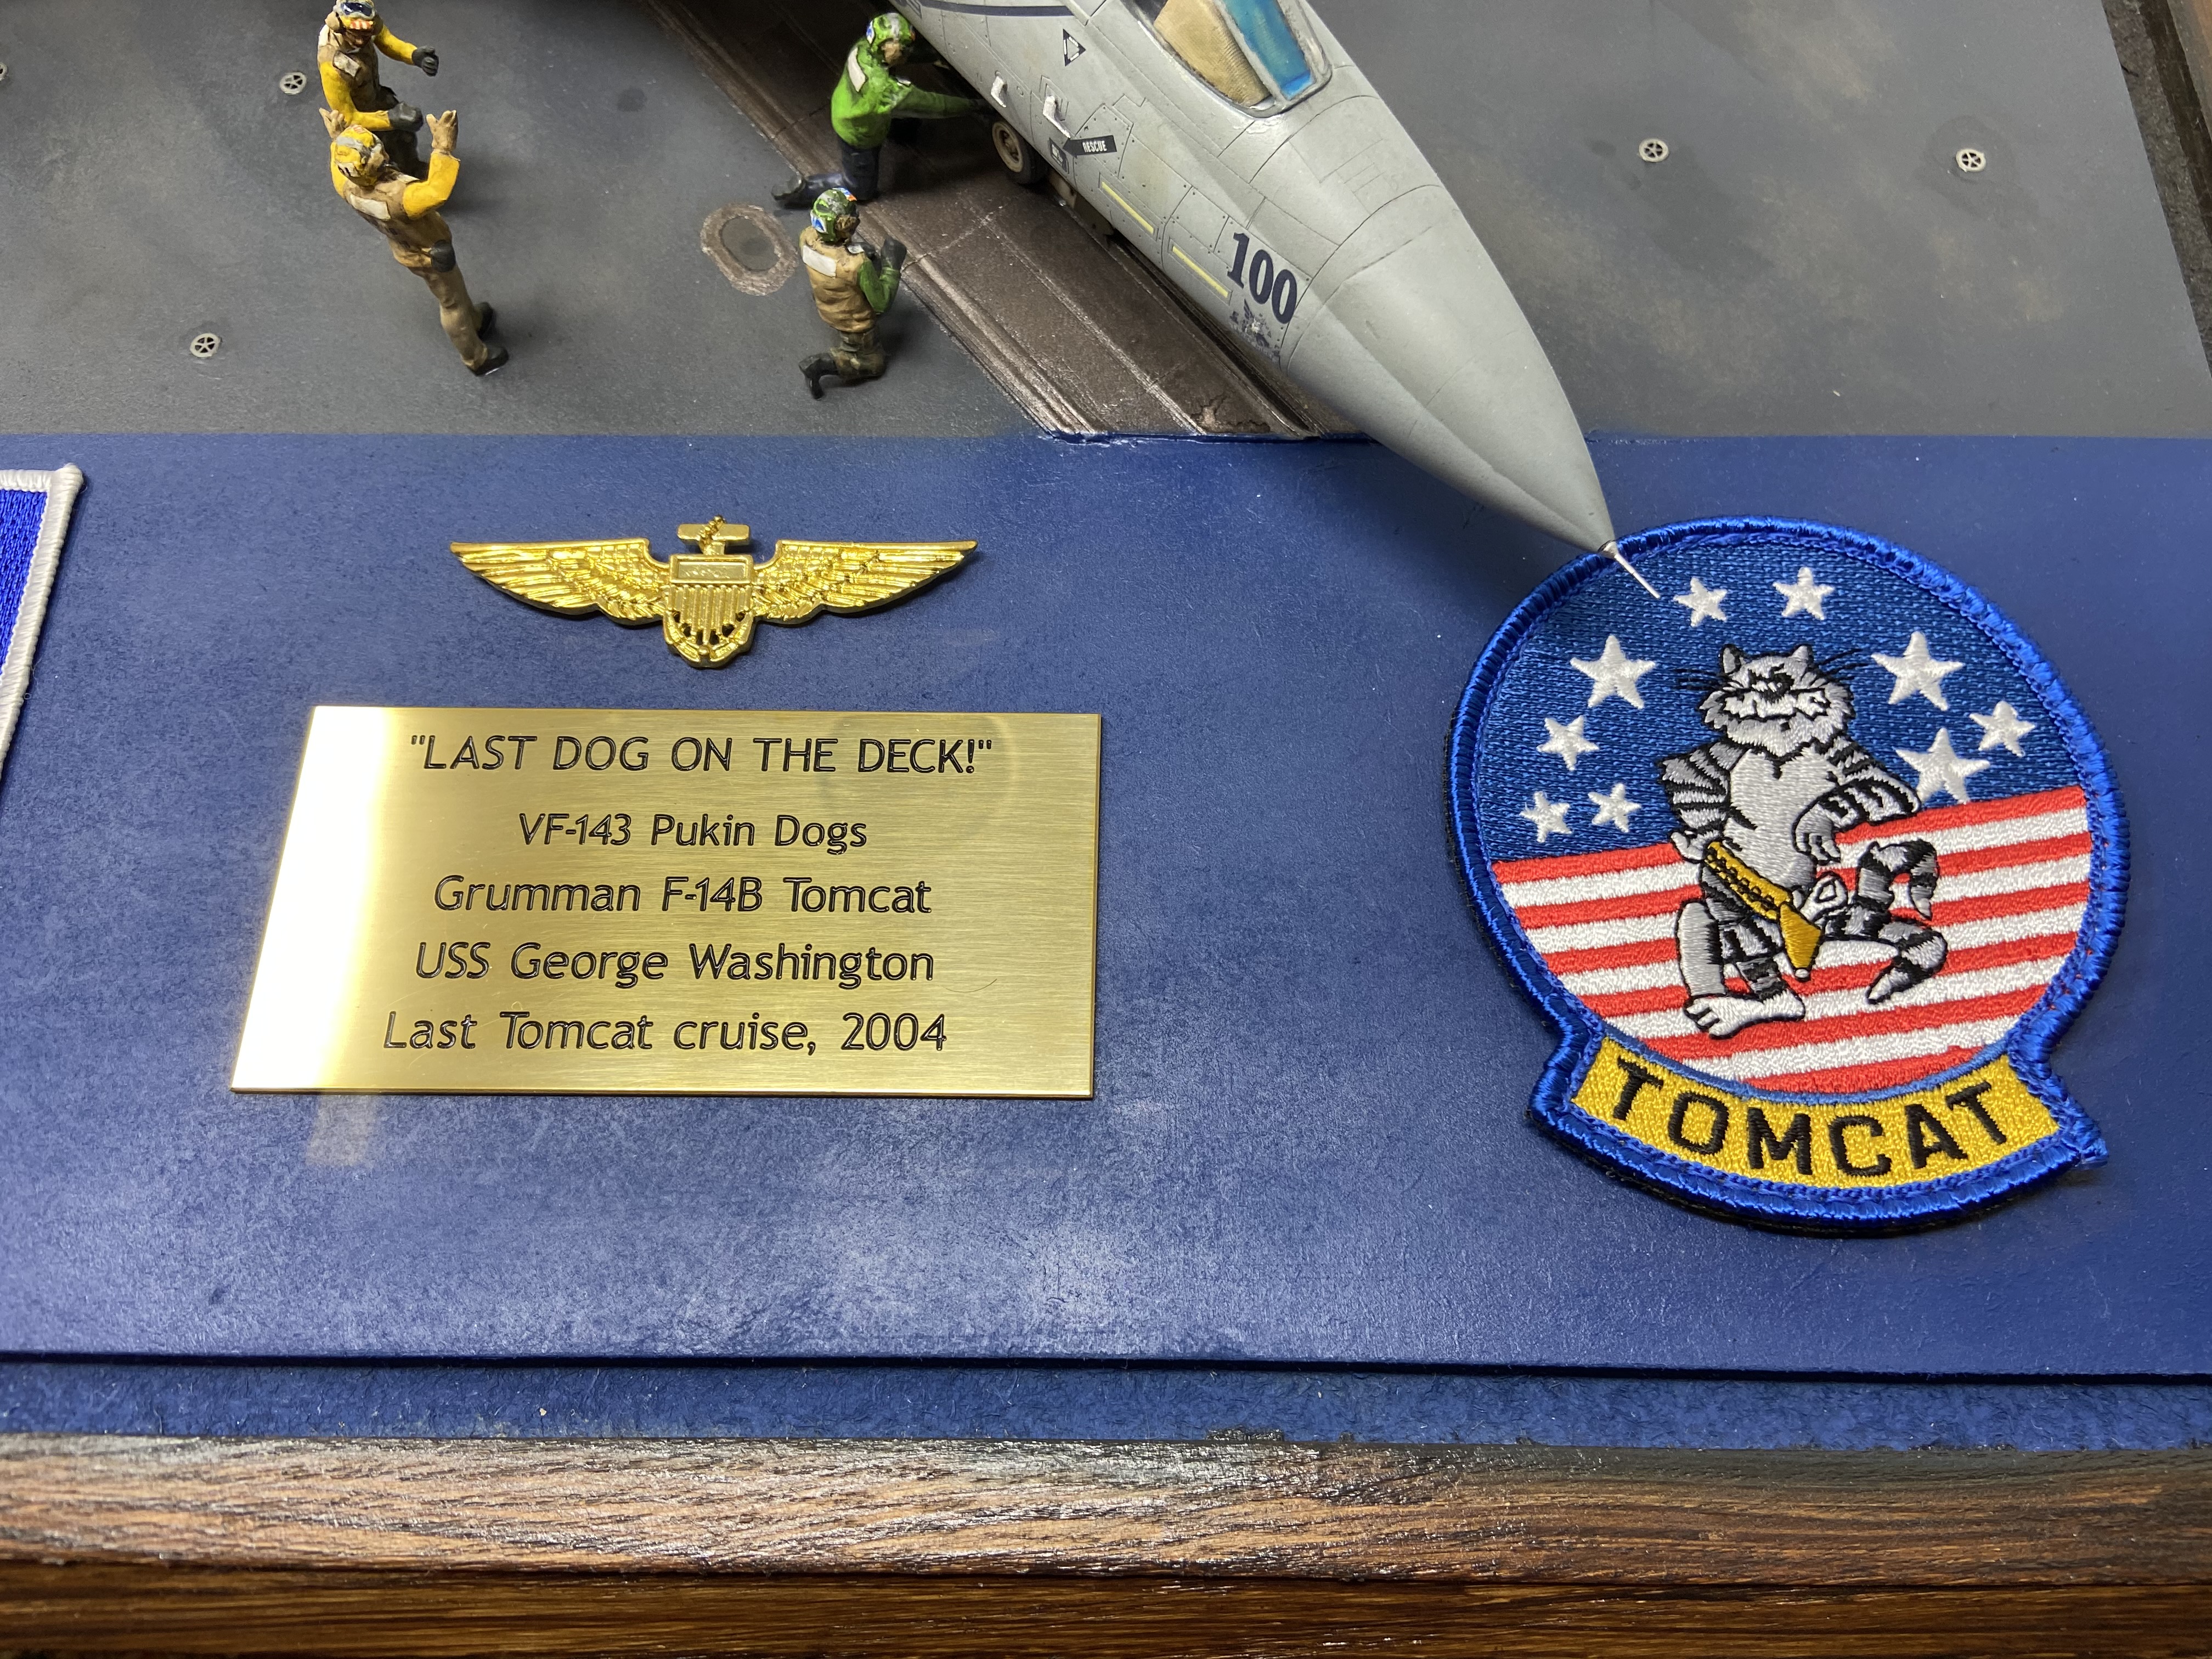 RESCUE
100
"LAST DOG ON THE DECK!"
VF-143 Pukin Dogs
Grumman F-14B Tomcat
USS George Washington
Last Tomcat cruise, 2004
TOMCAT